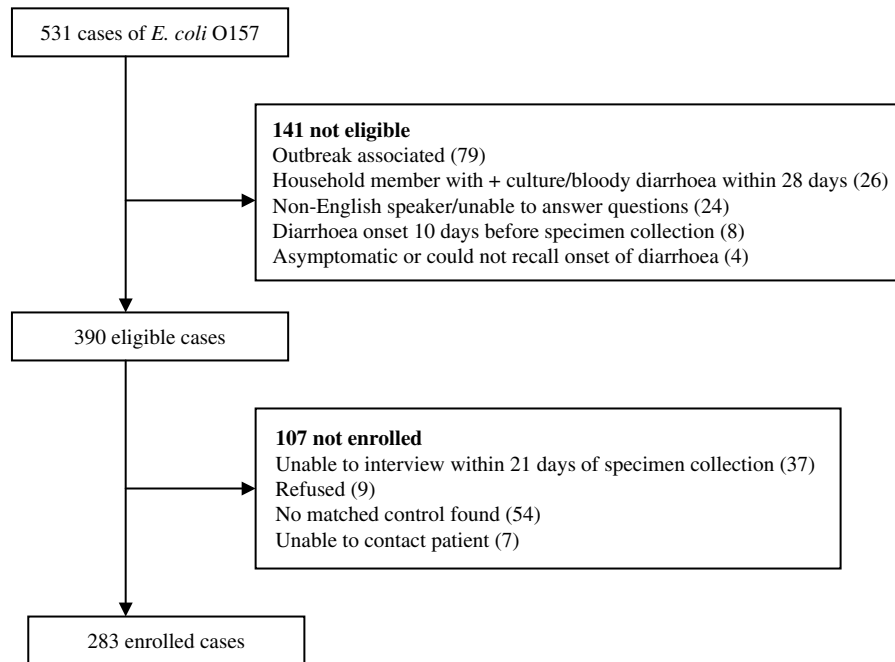 531 cases of E. coli O157
141 not eligible
Outbreak associated (79)
Household member with + culture/bloody diarrhoea within 28 days (26)
Non-English speaker/unable to answer questions (24)
Diarrhoea onset 10 days before specimen collection (8)
Asymptomatic or could not recall onset of diarrhoea (4)
390 eligible cases
107 not enrolled
Unable to interview within 21 days of specimen collection (37)
Refused (9)
No matched control found (54)
Unable to contact patient (7)
283 enrolled cases